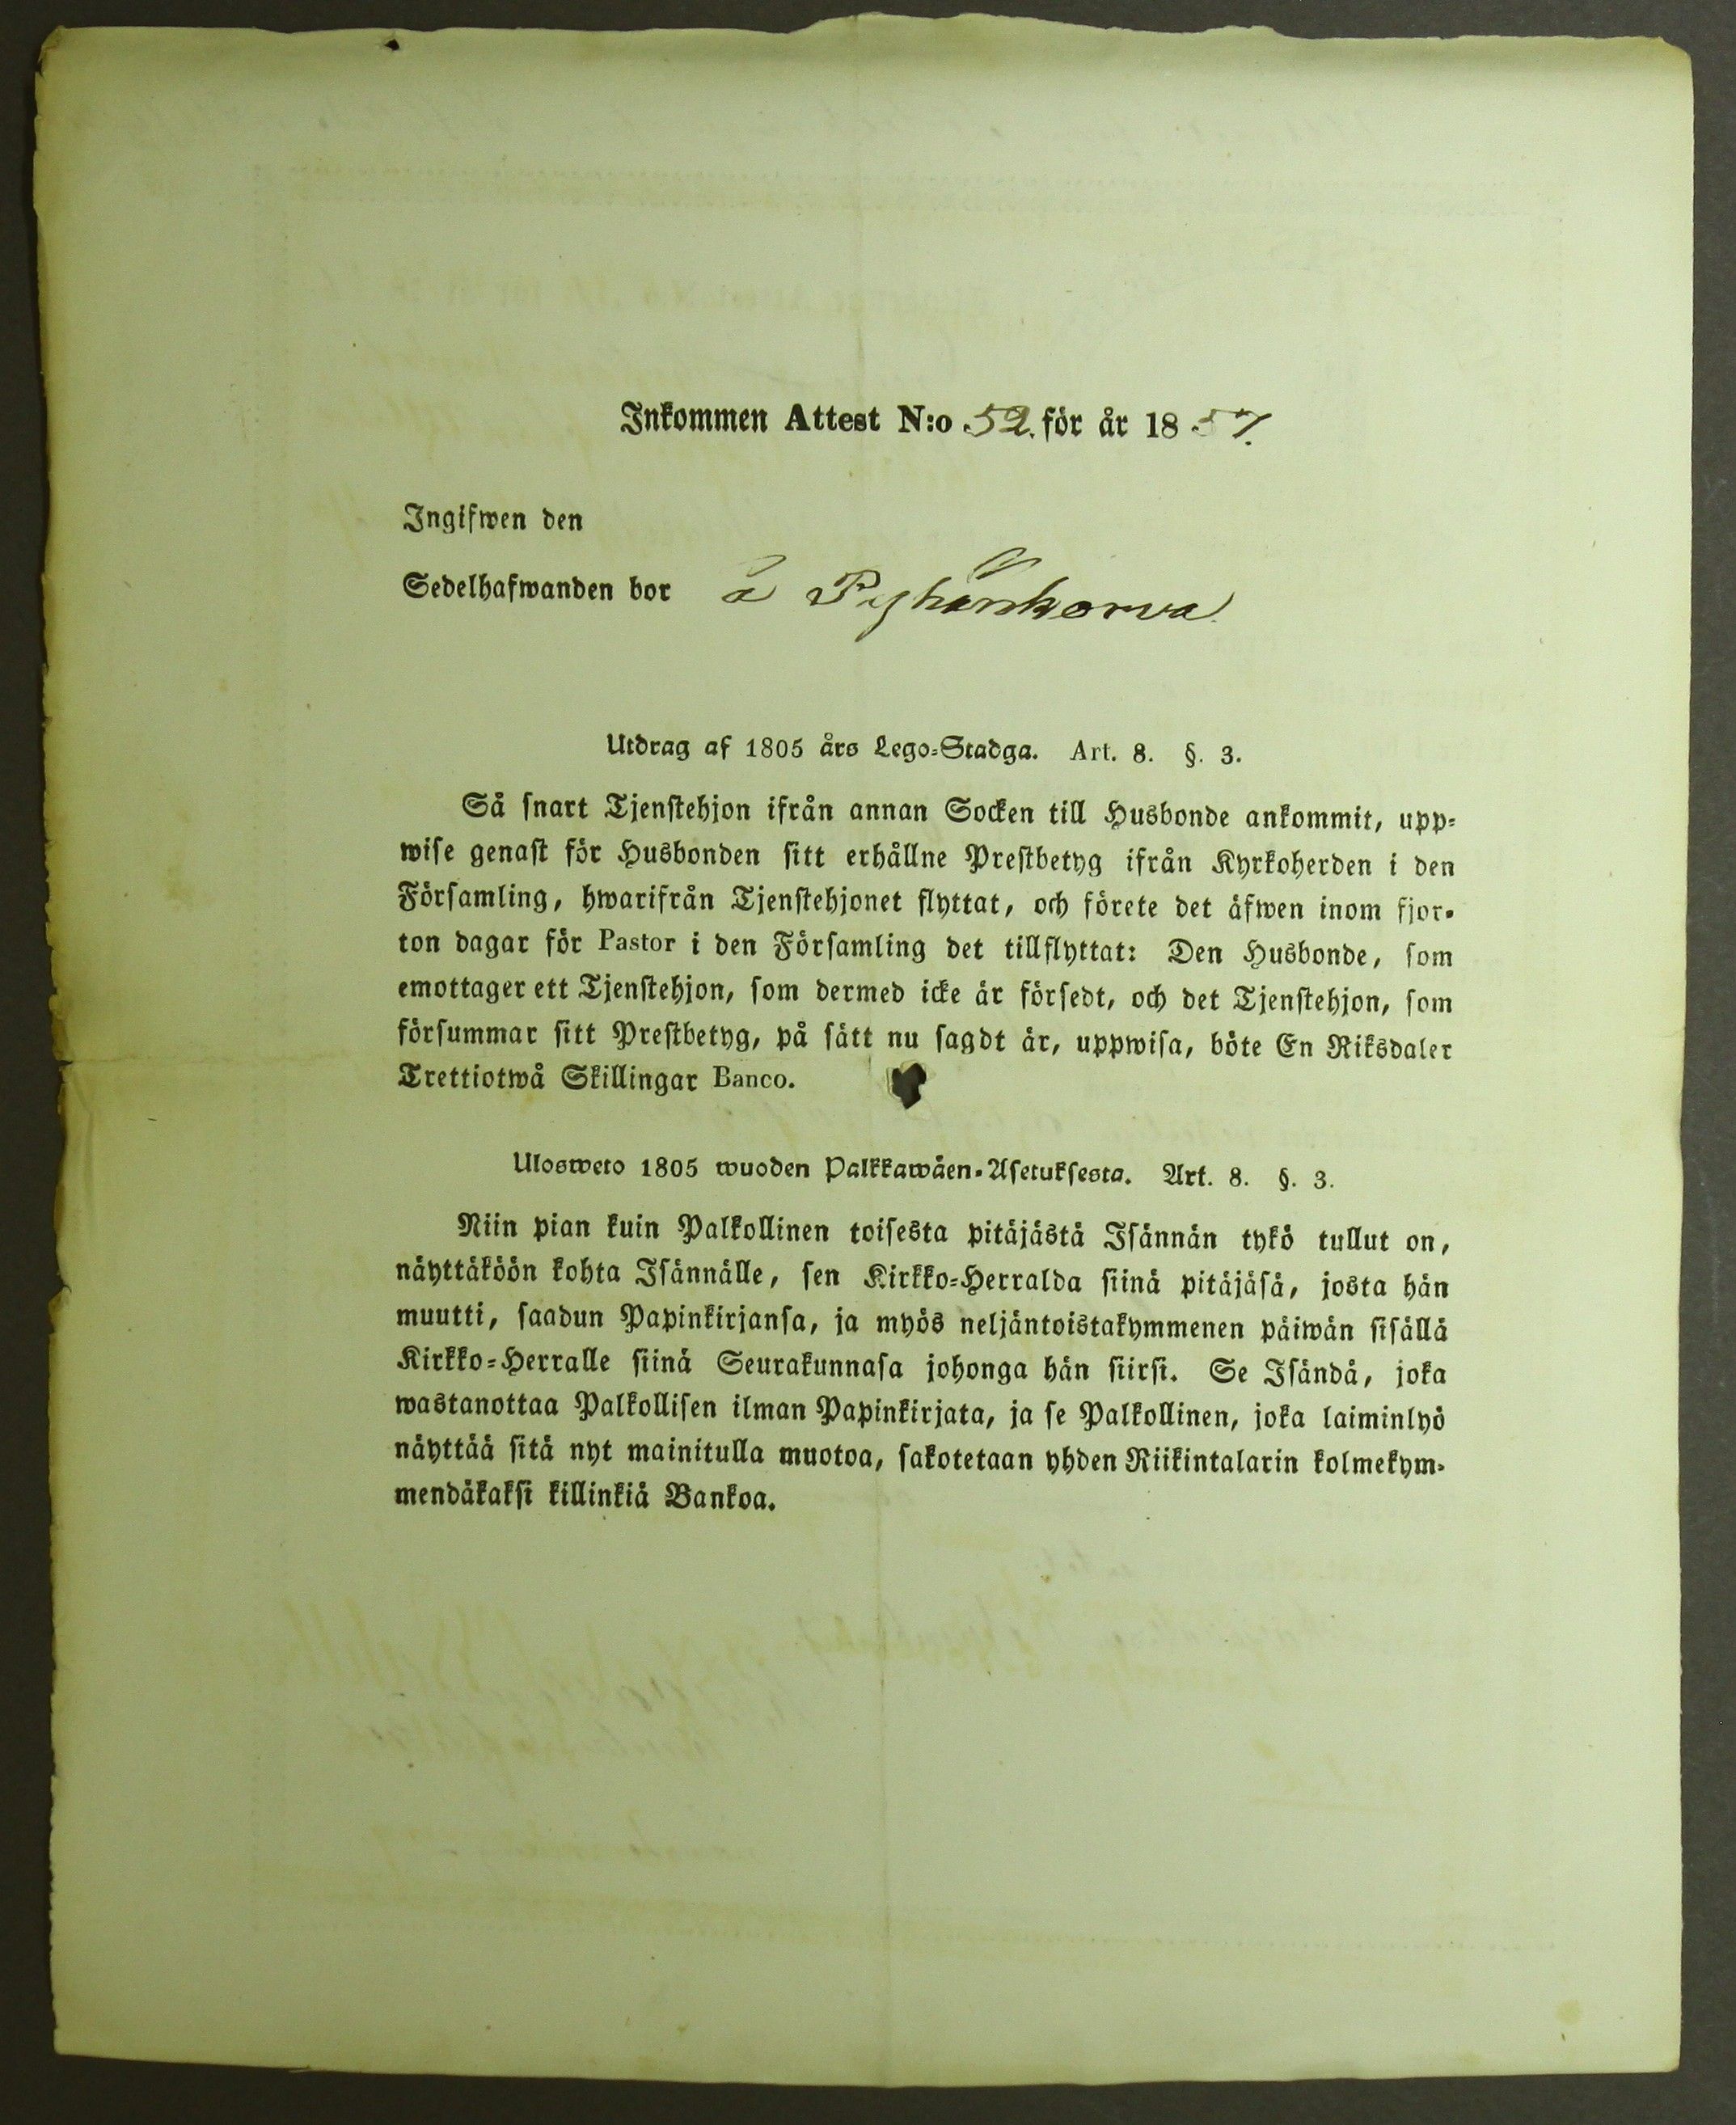 Inkommen Attest N:o 52. för år 1857.
Ingifwen den
Sedelhafwanden bor å Pyhänkorva
Utdrag af 1805 års Lego-Stadga. Art. 8. §. 3.
Så snart Tjenstehjon ifrån annan Socken till Husbonde ankommit, upp-
wise genast för Husbonden sitt erhållne Prestbetyg ifrån Kyrkoherden i den
Församling, hwarifrån Tjenstehjonet flyttat, och förete det äfwen inom fjor-
ton dagar för Pastor i den Församling det tillflyttat: Den Husbonde, som
emottager ett Tjenstehjon, som dermed icke är försedt, och det Tjenstehjon, som
försummar sitt Prestbetyg, på sätt nu sagdt är, uppwisa, böte En Riksdaler
Trettiotwå Skillingar Banco.
Ulosweto 1805 wuoden Palkkawäen-Asetuksesta. Art. 8. §. 3.
Niin pian kuin Palkollinen toisesta pitäjästä Isännän tykö tullut on,
näyttäköön kohta Isännälle, sen Kirkko-Herralda siinä pitäjäsä, josta hän
muutti, saadun Papinkirjansa, ja myös neljäntoistakymmenen päiwän sisällä
Kirkko-Herralle siinä Seurakunnasa johonga hän siirsi. Se Isändä, joka
wastanottaa Palkollisen ilman Papinkirjata, ja se Palkollinen, joka laiminlyö
näyttää sitä nyt mainitulla muotoa, sakotetaan yhden Riikintalarin kolmekym-
mendäkaksi killinkiä Bankoa.